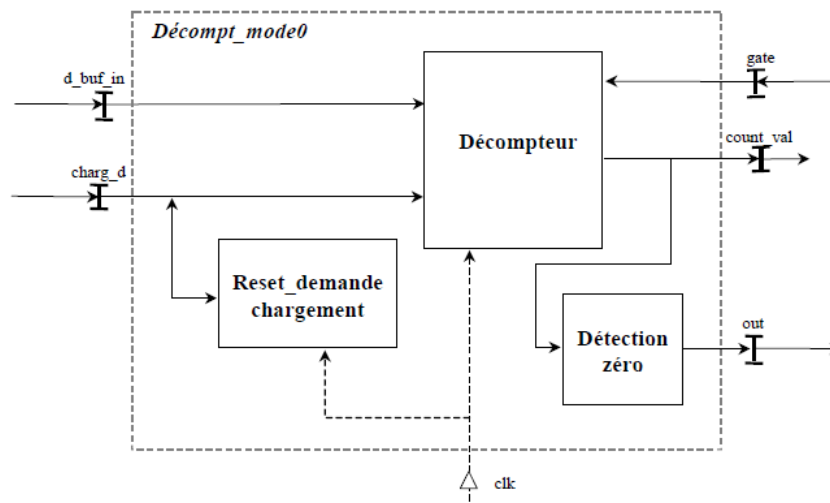 Décompt_mode0
gate
d_buf_in
Décompteur
count_val
charg_d
Reset_demande
chargement
out
Détection
zéro
clk